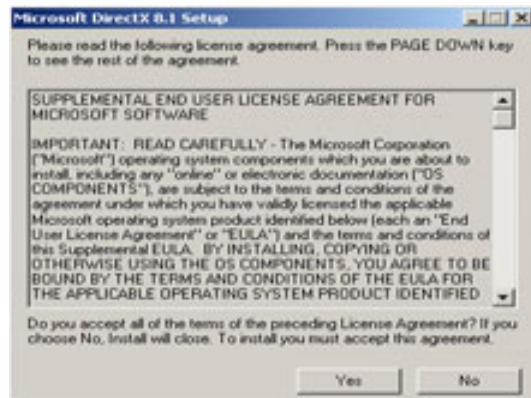 Microsoft DirectX 8.1 Setup
Please read the following license agreement. Press the PAGE DOWN key
to see the rest of the agreement.
SUPPLEMENTAL END USER LICENSE AGREEMENT FOR
MICROSOFT SOFTWARE
IMPORTANT: READ CAREFULLY - The Microsoft Corporation
("Microsoft") operating system components which you are about to
install, including any "online" or electronic documentation ("OS
COMPONENTS"), are subject to the terms and conditions of the
agreement under which you have validly licensed the applicable
Microsoft operating system product identified below (each an "End
User License Agreement" or "EULA") and the terms and conditions of
this Supplemental EULA. BY INSTALLING, COPYING OR
OTHERWISE USING THE OS COMPONENTS, YOU AGREE TO BE
BOUND BY THE TERMS AND CONDITIONS OF THE EULA FOR
THE APPLICABLE OPERATING SYSTEM PRODUCT IDENTIFIED
Do you accept all of the terms of the preceding License Agreement? If you
choose No, Install will close. To install you must accept this agreement.
Yes No